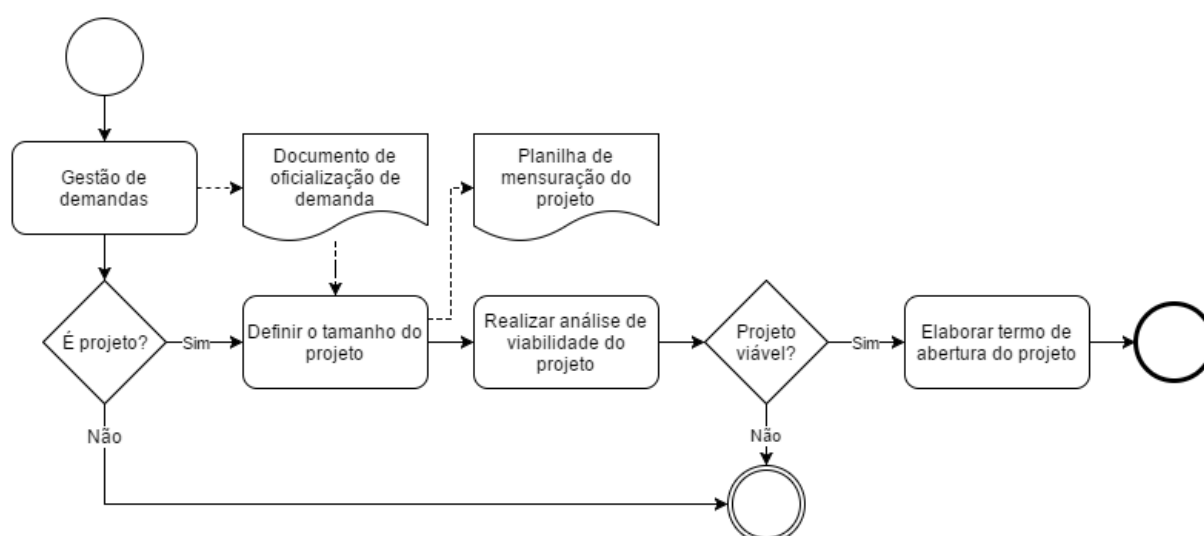 Gestão de
demandas
Documento de
oficialização de
demanda
Planilha de
mensuração do
projeto
É projeto?
Sim
Definir o tamanho do
projeto
Realizar análise de
viabilidade do
projeto
Projeto
viável?
Sim
Elaborar termo de
abertura do projeto
Não
Não